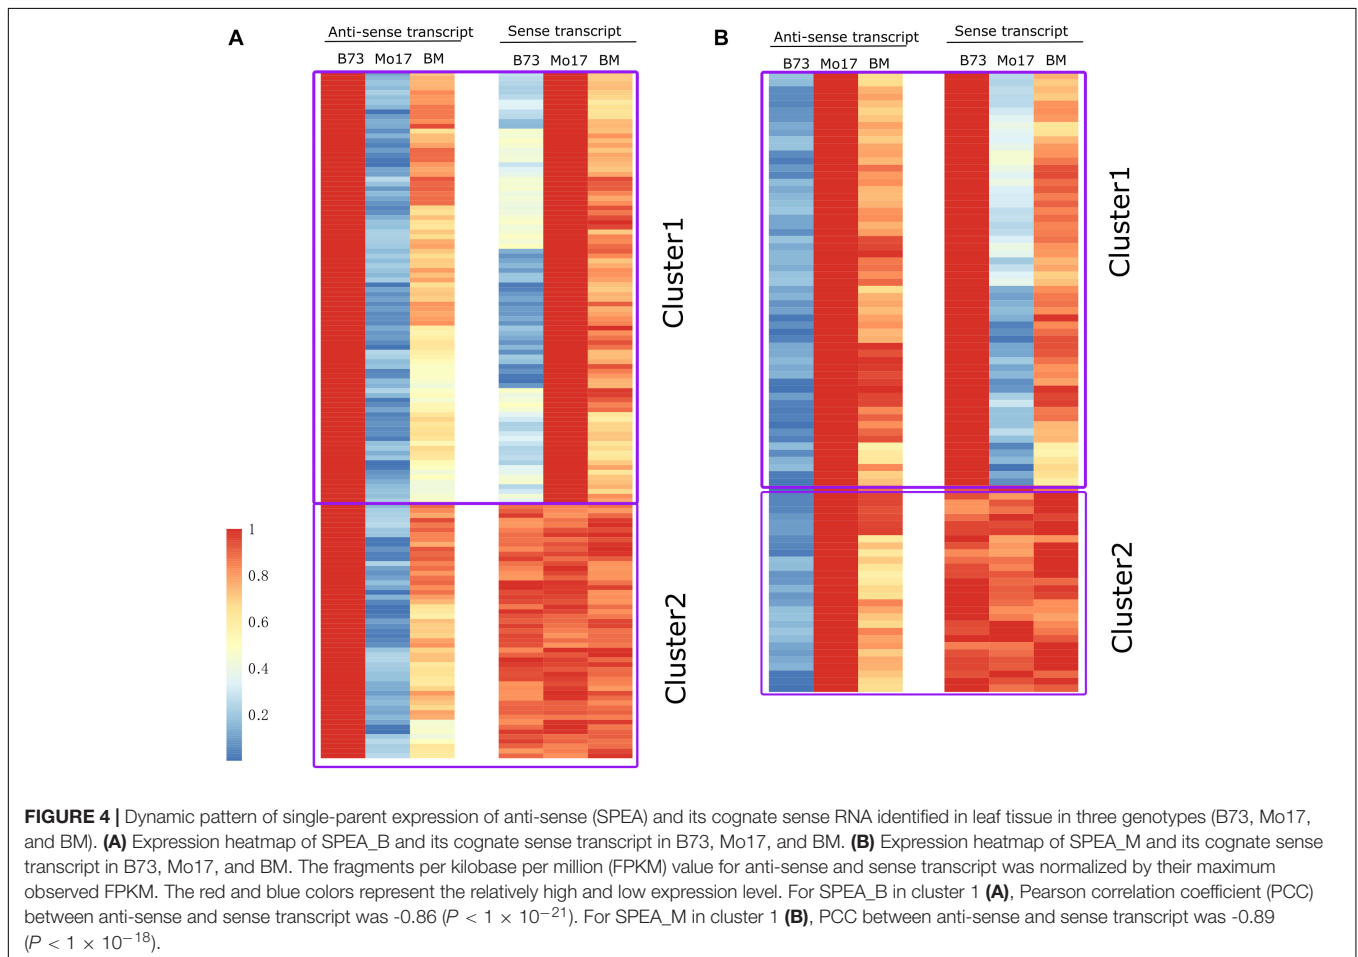 A
Anti-sense transcript
Sense transcript
B73 Mo17 BM
B73 Mo17 BM
Cluster1
Cluster2
1
0.8
0.6
0.4
0.2
B
Anti-sense transcript
Sense transcript
B73 Mo17 BM
B73 Mo17 BM
Cluster1
Cluster2
FIGURE 4 | Dynamic pattern of single-parent expression of anti-sense (SPEA) and its cognate sense RNA identified in leaf tissue in three genotypes (B73, Mo17,
and BM). (A) Expression heatmap of SPEA_B and its cognate sense transcript in B73, Mo17, and BM. (B) Expression heatmap of SPEA_M and its cognate sense
transcript in B73, Mo17, and BM. The fragments per kilobase per million (FPKM) value for anti-sense and sense transcript was normalized by their maximum
observed FPKM. The red and blue colors represent the relatively high and low expression level. For SPEA_B in cluster 1 (A), Pearson correlation coefficient (PCC)
between anti-sense and sense transcript was -0.86 (P < 1 × 10⁻²¹). For SPEA_M in cluster 1 (B), PCC between anti-sense and sense transcript was -0.89
(P < 1 × 10⁻¹⁸).